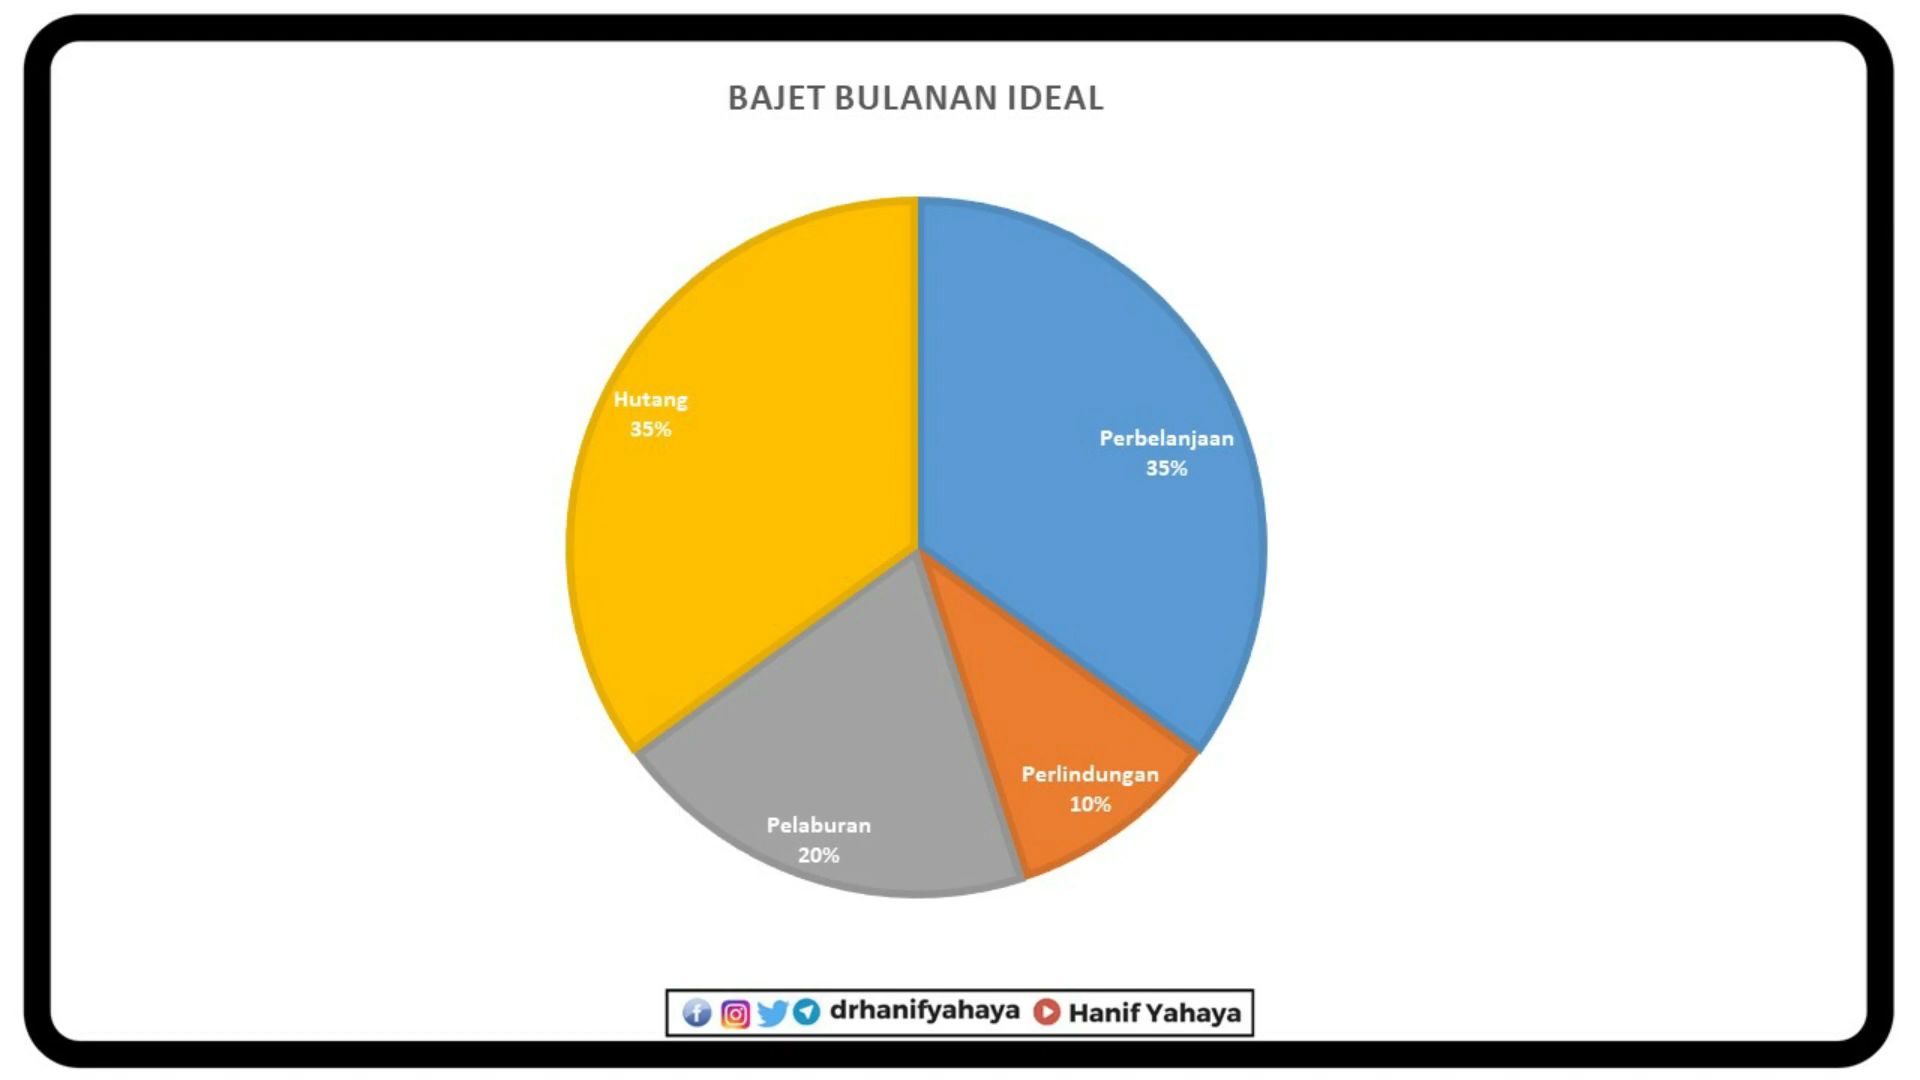 BAJET BULANAN IDEAL
Hutang
35%
Perbelanjaan
35%
Perlindungan
10%
Pelaburan
20%
drhanifyahaya Hanif Yahaya